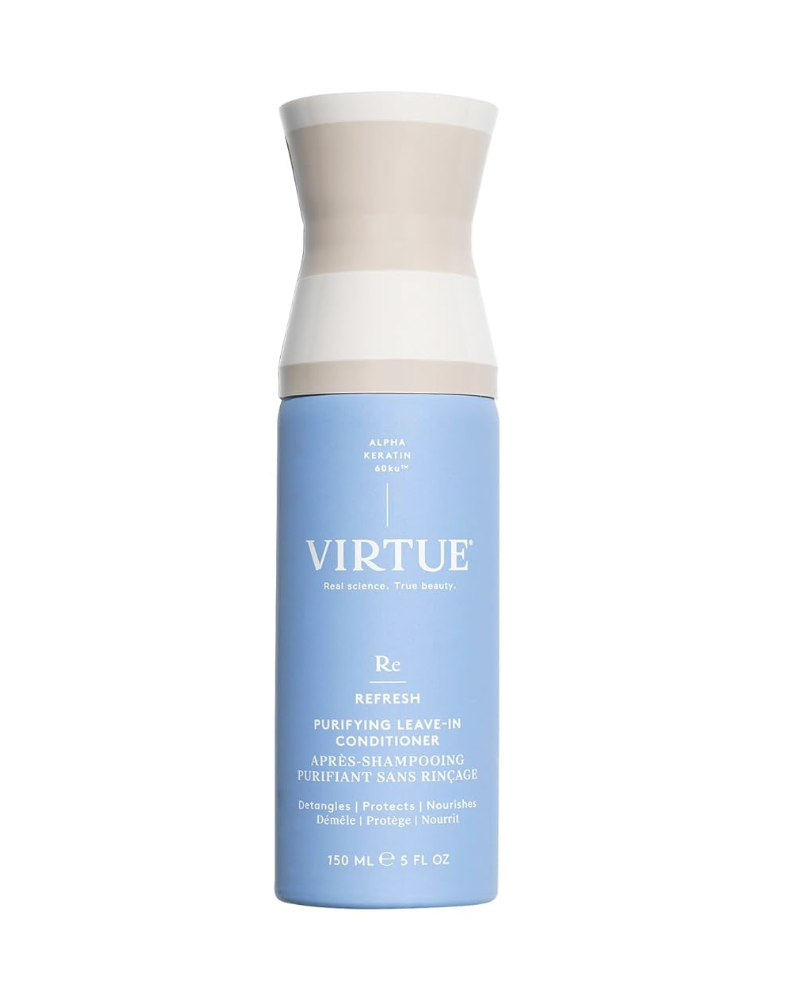 ALPHA
KERATIN
60ku™
VIRTUE®
Real science. True beauty.
Re
REFRESH
PURIFYING LEAVE-IN
CONDITIONER
APRÈS-SHAMPOOING
PURIFIANT SANS RINÇAGE
Detangles | Protects | Nourishes
Démêle | Protège | Nourrit
150 ML ℮ 5 FL OZ